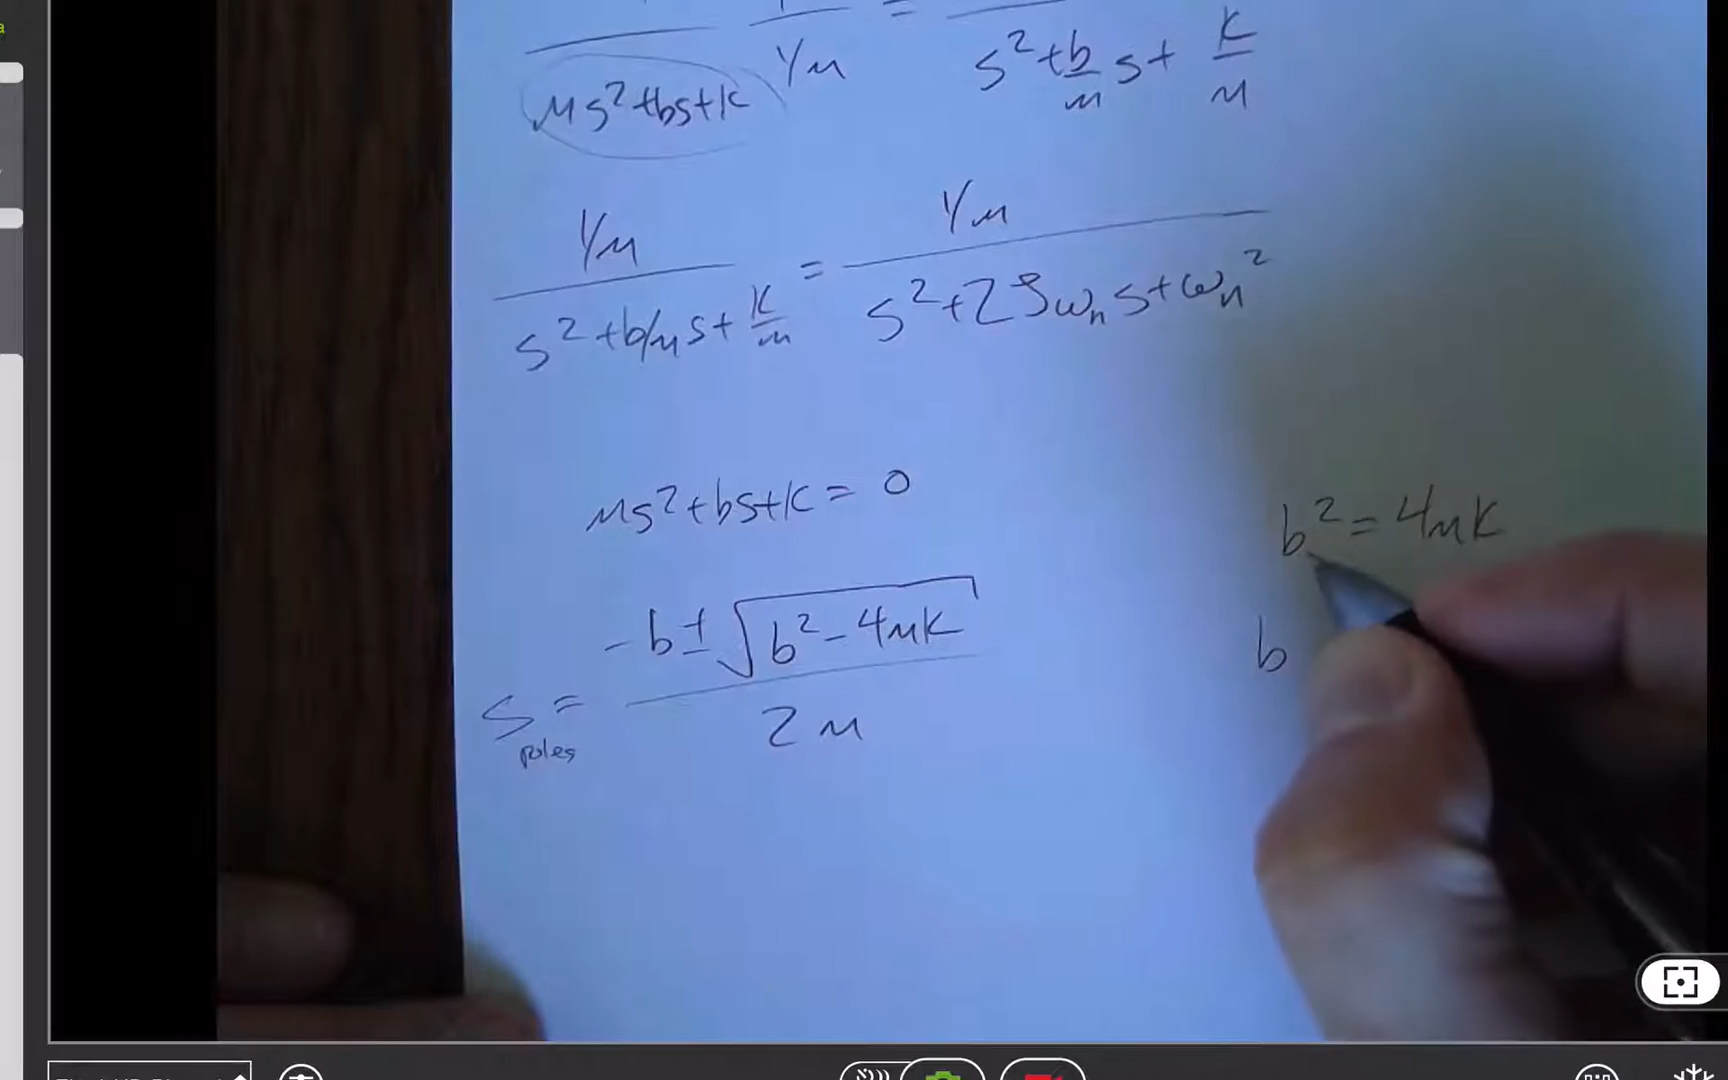 1/M =
Ms²+bs+k
s²+b/m s+ k/M
1/M / s²+b/M s+k/m = 1/M / s²+2ζωₙs+ωₙ²
Ms²+bs+k = 0
b² = 4Mk
b
s poles = -b±√b²-4Mk / 2M